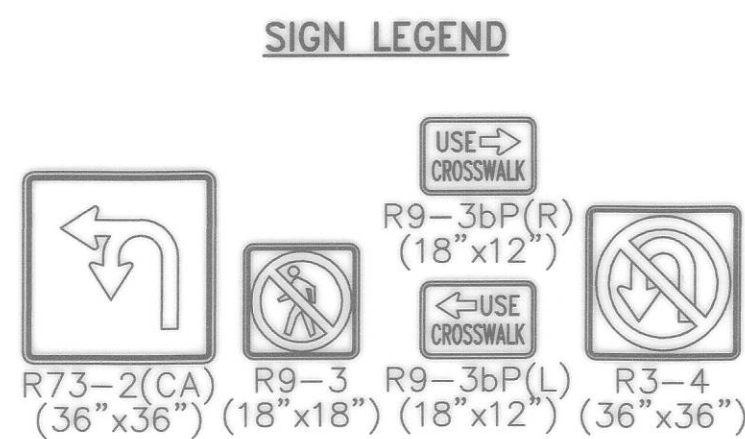 SIGN LEGEND
USE
CROSSWALK
R9-3bP(R)
(18"x12")
USE
CROSSWALK
R73-2(CA)
(36"x36")
R9-3
(18"x18")
R9-3bP(L)
(18"x12")
R3-4
(36"x36")